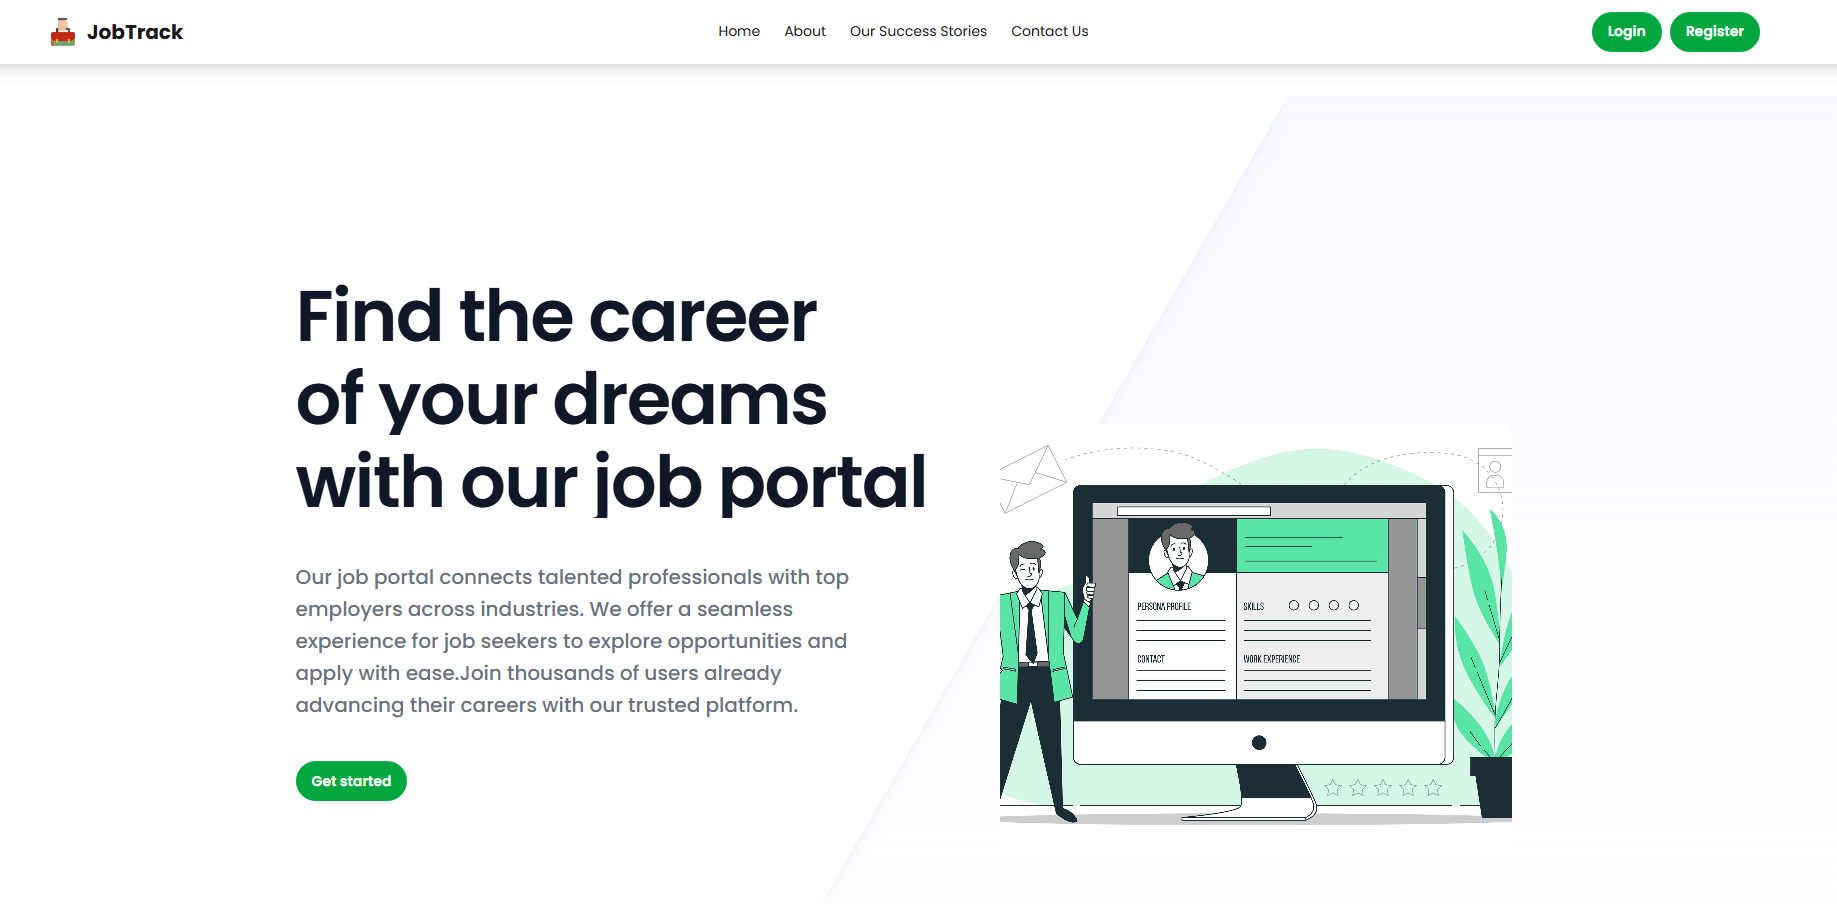 JobTrack
Home
About
Our Success Stories
Contact Us
Login
Register
Find the career
of your dreams
with our job portal
Our job portal connects talented professionals with top
employers across industries. We offer a seamless
experience for job seekers to explore opportunities and
apply with ease.Join thousands of users already
advancing their careers with our trusted platform.
Get started
PERSONA PROFILE
SKILLS
CONTACT
WORK EXPERIENCE